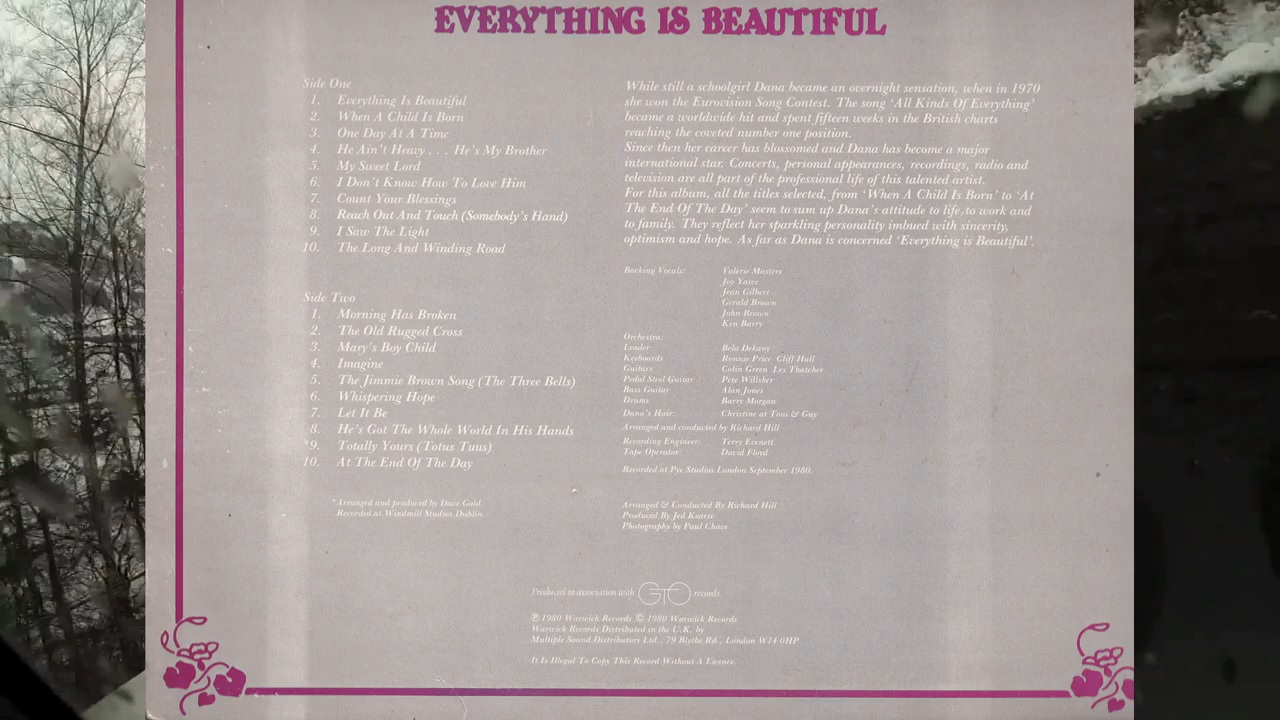 EVERYTHING IS BEAUTIFUL
Side One
1. Everything Is Beautiful
2. When A Child Is Born
3. One Day At A Time
4. He Ain't Heavy . . . He's My Brother
5. My Sweet Lord
6. I Don't Know How To Love Him
7. Count Your Blessings
8. Reach Out And Touch (Somebody's Hand)
9. I Saw The Light
10. The Long And Winding Road
Side Two
1. Morning Has Broken
2. The Old Rugged Cross
3. Mary's Boy Child
4. Imagine
5. The Jimmie Brown Song (The Three Bells)
6. Whispering Hope
7. Let It Be
8. He's Got The Whole World In His Hands
*9. Totally Yours (Totus Tuus)
10. At The End Of The Day
*Arranged and produced by Dave Gold.
Recorded at Windmill Studios Dublin.
While still a schoolgirl Dana became an overnight sensation, when in 1970
she won the Eurovision Song Contest. The song 'All Kinds Of Everything'
became a worldwide hit and spent fifteen weeks in the British charts
reaching the coveted number one position.
Since then her career has blossomed and Dana has become a major
international star. Concerts, personal appearances, recordings, radio and
television are all part of the professional life of this talented artist.
For this album, all the titles selected, from 'When A Child Is Born' to 'At
The End Of The Day' seem to sum up Dana's attitude to life, to work and
to family. They reflect her sparkling personality imbued with sincerity,
optimism and hope. As far as Dana is concerned 'Everything is Beautiful'.
Backing Vocals: Valerie Masters
Joy Yates
Jean Gilbert
Gerald Brown
John Brown
Ken Barry
Orchestra:
Leader Bela Dekany
Keyboards Ronnie Price Cliff Hall
Guitars Colin Green Les Thatcher
Pedal Steel Guitar Pete Willsher
Bass Guitar Alan Jones
Drums Barry Morgan
Dana's Hair: Christine at Toni & Guy
Arranged and conducted by Richard Hill
Recording Engineer: Terry Evenett
Tape Operator: David Floyd
Recorded at Pye Studios London September 1980.
Arranged & Conducted By Richard Hill
Produced By Jed Kearse
Photography by Paul Chave
Produced in association with GTO records.
℗ 1980 Warwick Records © 1980 Warwick Records
Warwick Records Distributed in the U.K. by
Multiple Sound Distributors Ltd., 79 Blythe Rd., London W14 0HP
It Is Illegal To Copy This Record Without A Licence.